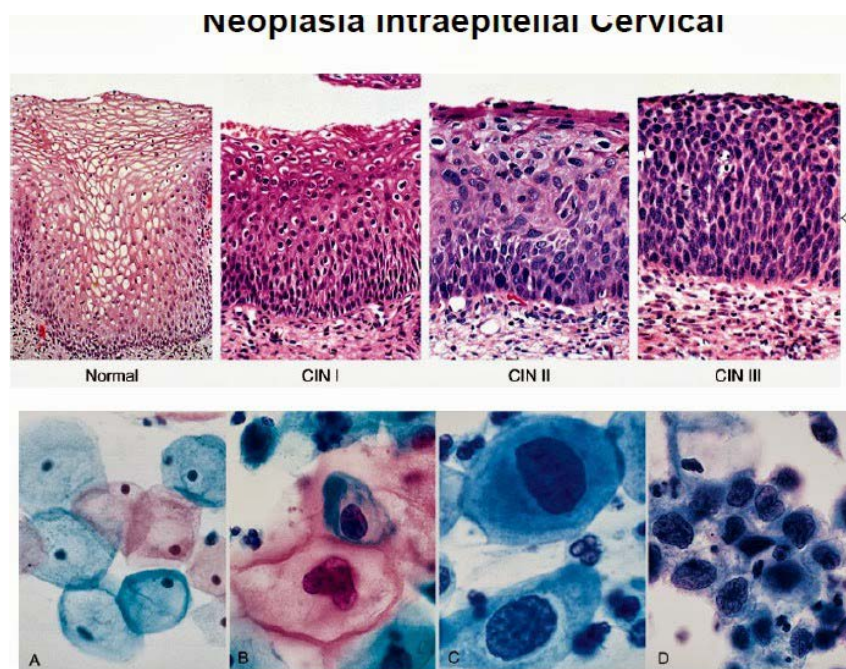 Neoplasia Intraepitelial Cervical
Normal
CIN I
CIN II
CIN III
A
B
C
D